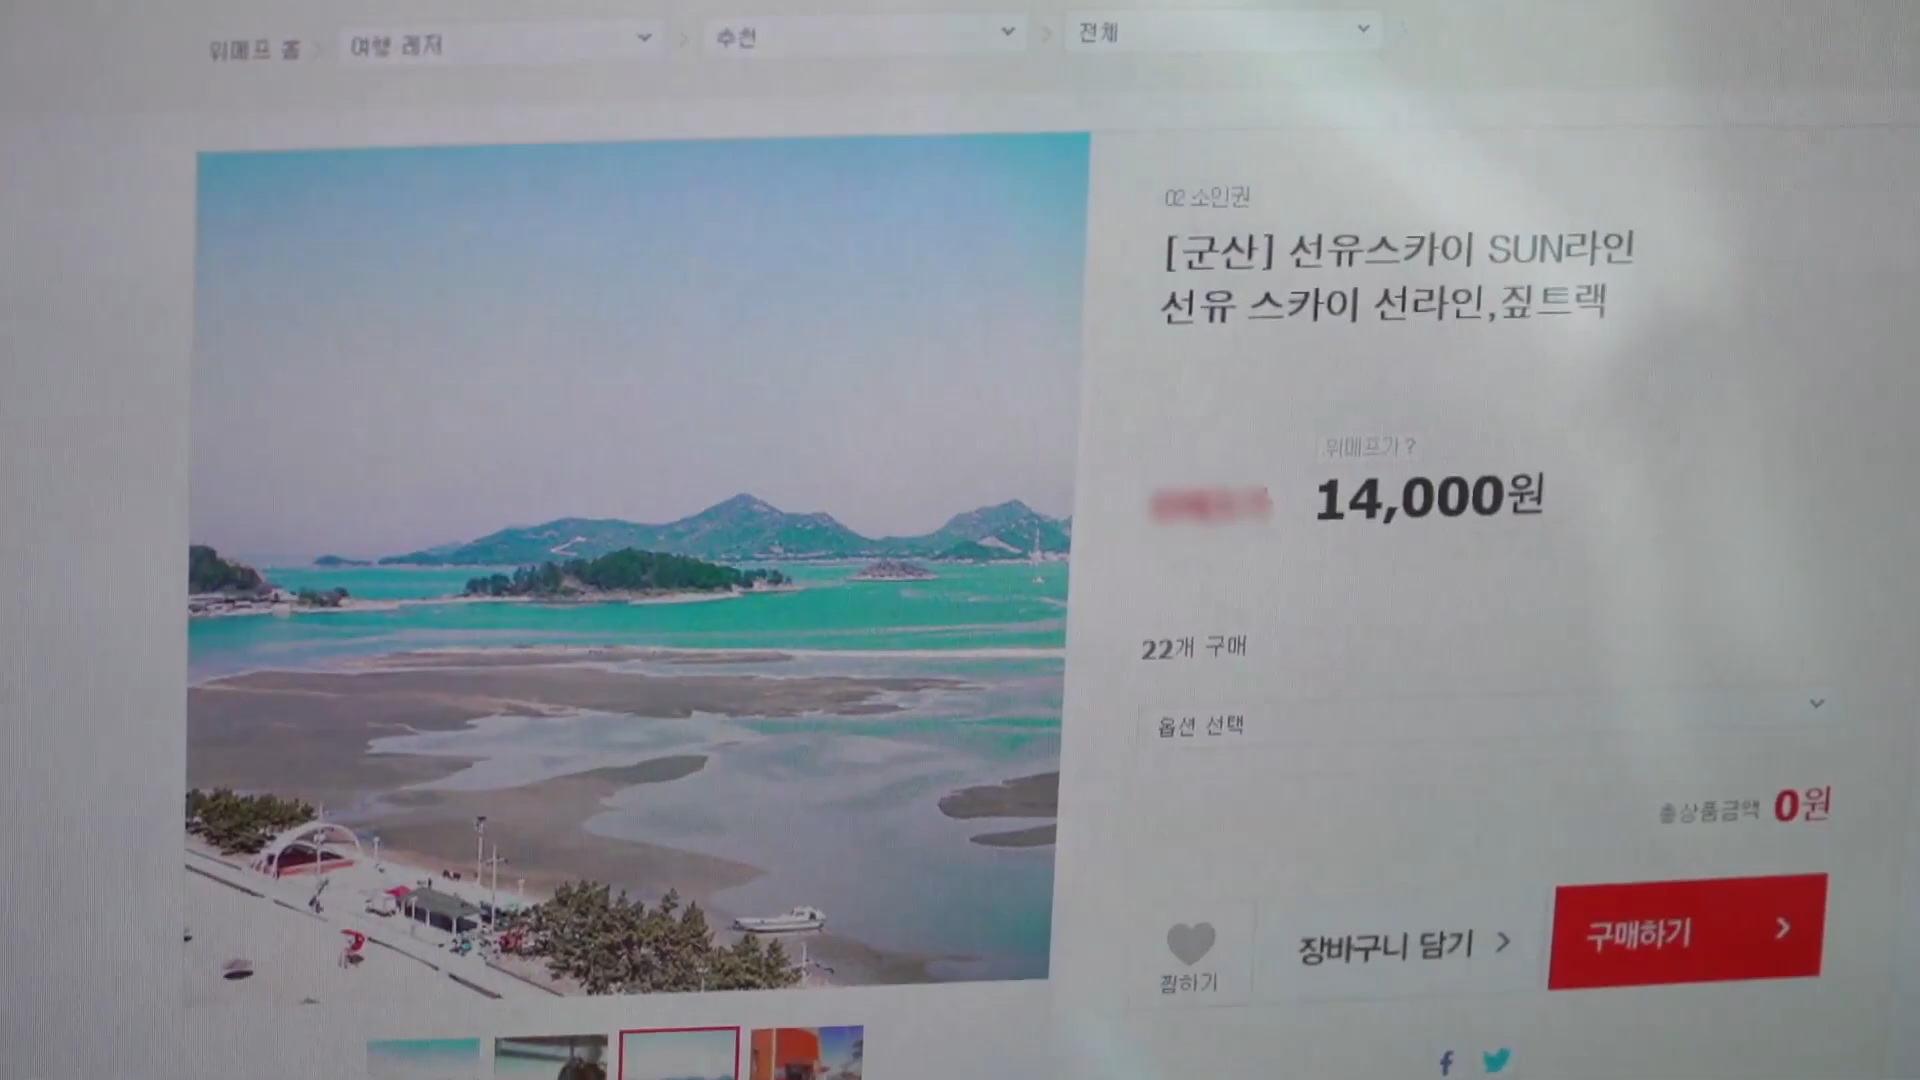 위메프 홈 > 여행 레저 > 추천 > 전체
02 소인권
[군산] 선유스카이 SUN라인
선유 스카이 선라인,짚트랙
위메프가 ?
14,000원
22개 구매
옵션 선택
총상품금액 0원
찜하기
장바구니 담기 >
구매하기 >